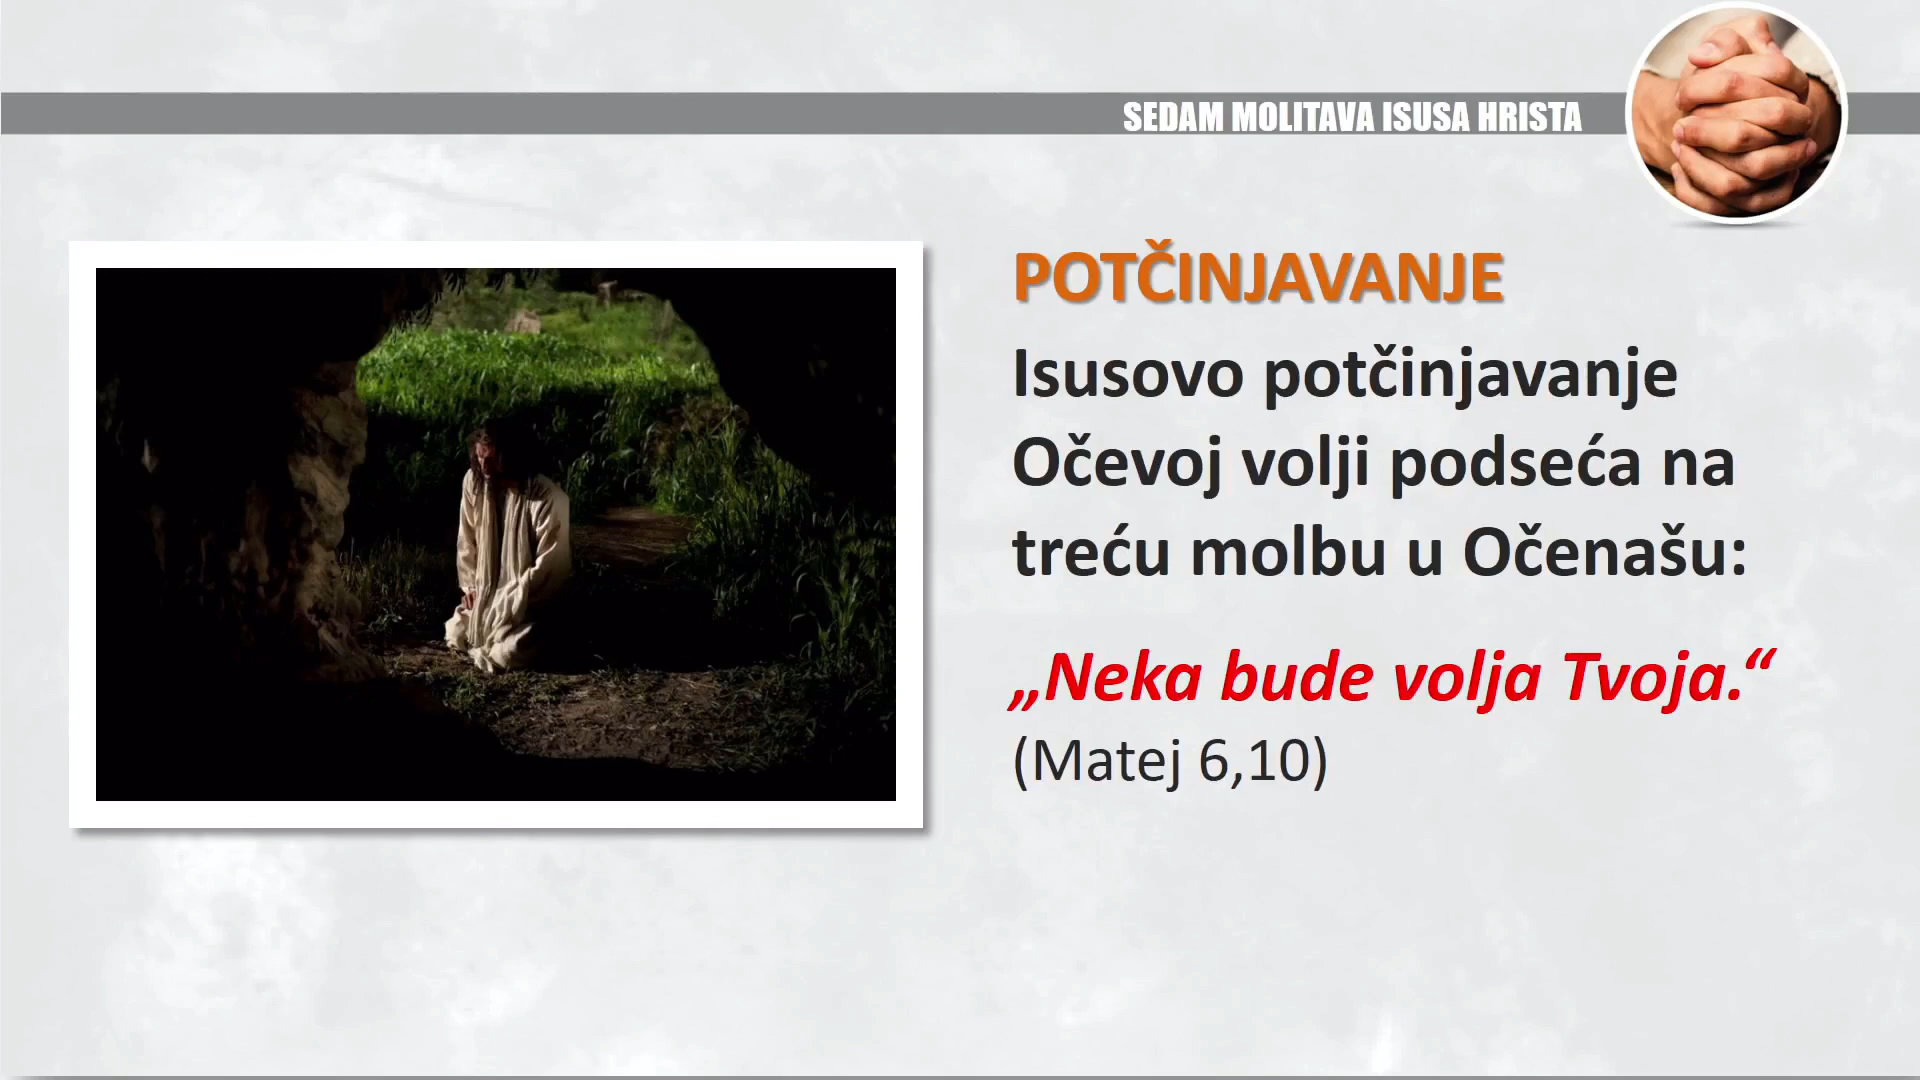 SEDAM MOLITAVA ISUSA HRISTA
POTČINJAVANJE
Isusovo potčinjavanje
Očevoj volji podseća na
treću molbu u Očenašu:
„Neka bude volja Tvoja.“
(Matej 6,10)